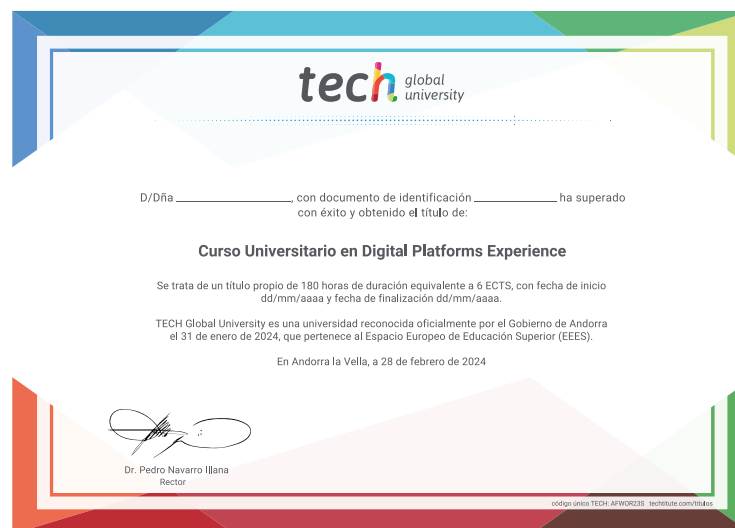 tech global
university
D/Dña ____________________, con documento de identificación ______________ ha superado
con éxito y obtenido el título de:
Curso Universitario en Digital Platforms Experience
Se trata de un título propio de 180 horas de duración equivalente a 6 ECTS, con fecha de inicio
dd/mm/aaaa y fecha de finalización dd/mm/aaaa.
TECH Global University es una universidad reconocida oficialmente por el Gobierno de Andorra
el 31 de enero de 2024, que pertenece al Espacio Europeo de Educación Superior (EEES).
En Andorra la Vella, a 28 de febrero de 2024
Dr. Pedro Navarro Illana
Rector
código único TECH: AFWOR23S techtitute.com/titulos